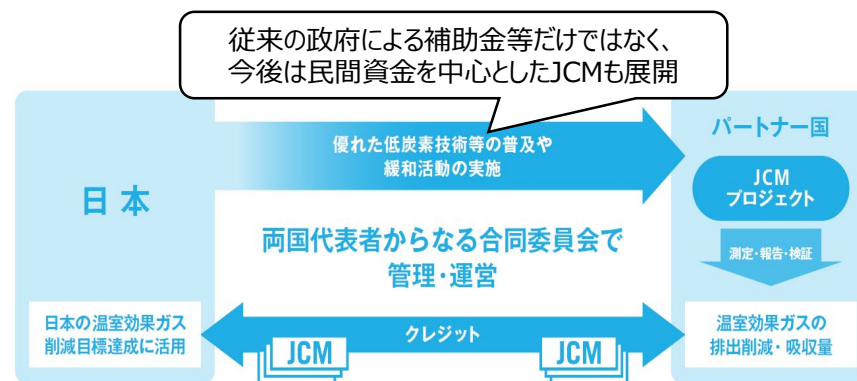 従来の政府による補助金等だけではなく、
今後は民間資金を中心としたJCMも展開
優れた低炭素技術等の普及や
緩和活動の実施
パートナー国
JCM
プロジェクト
日本
両国代表者からなる合同委員会で
管理・運営
測定・報告・検証
日本の温室効果ガス
削減目標達成に活用
クレジット
JCM
JCM
温室効果ガスの
排出削減・吸収量